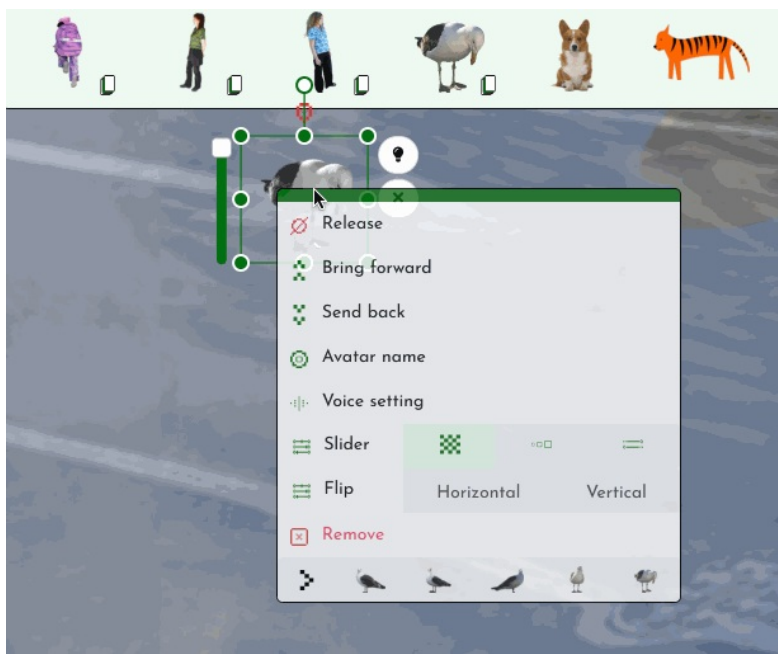 Release
Bring forward
Send back
Avatar name
Voice setting
Slider
Flip Horizontal Vertical
Remove